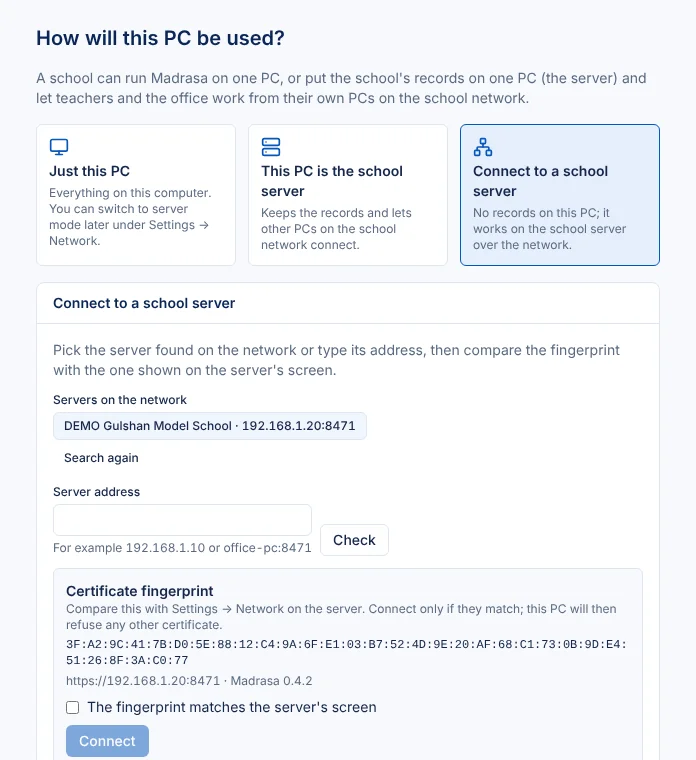 How will this PC be used?
A school can run Madrasa on one PC, or put the school's records on one PC (the server) and
let teachers and the office work from their own PCs on the school network.
Just this PC
Everything on this computer.
You can switch to server
mode later under Settings →
Network.
This PC is the school
server
Keeps the records and lets
other PCs on the school
network connect.
Connect to a school
server
No records on this PC; it
works on the school server
over the network.
Connect to a school server
Pick the server found on the network or type its address, then compare the fingerprint
with the one shown on the server's screen.
Servers on the network
DEMO Gulshan Model School · 192.168.1.20:8471
Search again
Server address
For example 192.168.1.10 or office-pc:8471
Check
Certificate fingerprint
Compare this with Settings → Network on the server. Connect only if they match; this PC will then
refuse any other certificate.
3F:A2:9C:41:7B:D0:5E:88:12:C4:9A:6F:E1:03:B7:52:4D:9E:20:AF:68:C1:73:0B:9D:E4:
51:26:8F:3A:C0:77
https://192.168.1.20:8471 · Madrasa 0.4.2
The fingerprint matches the server's screen
Connect